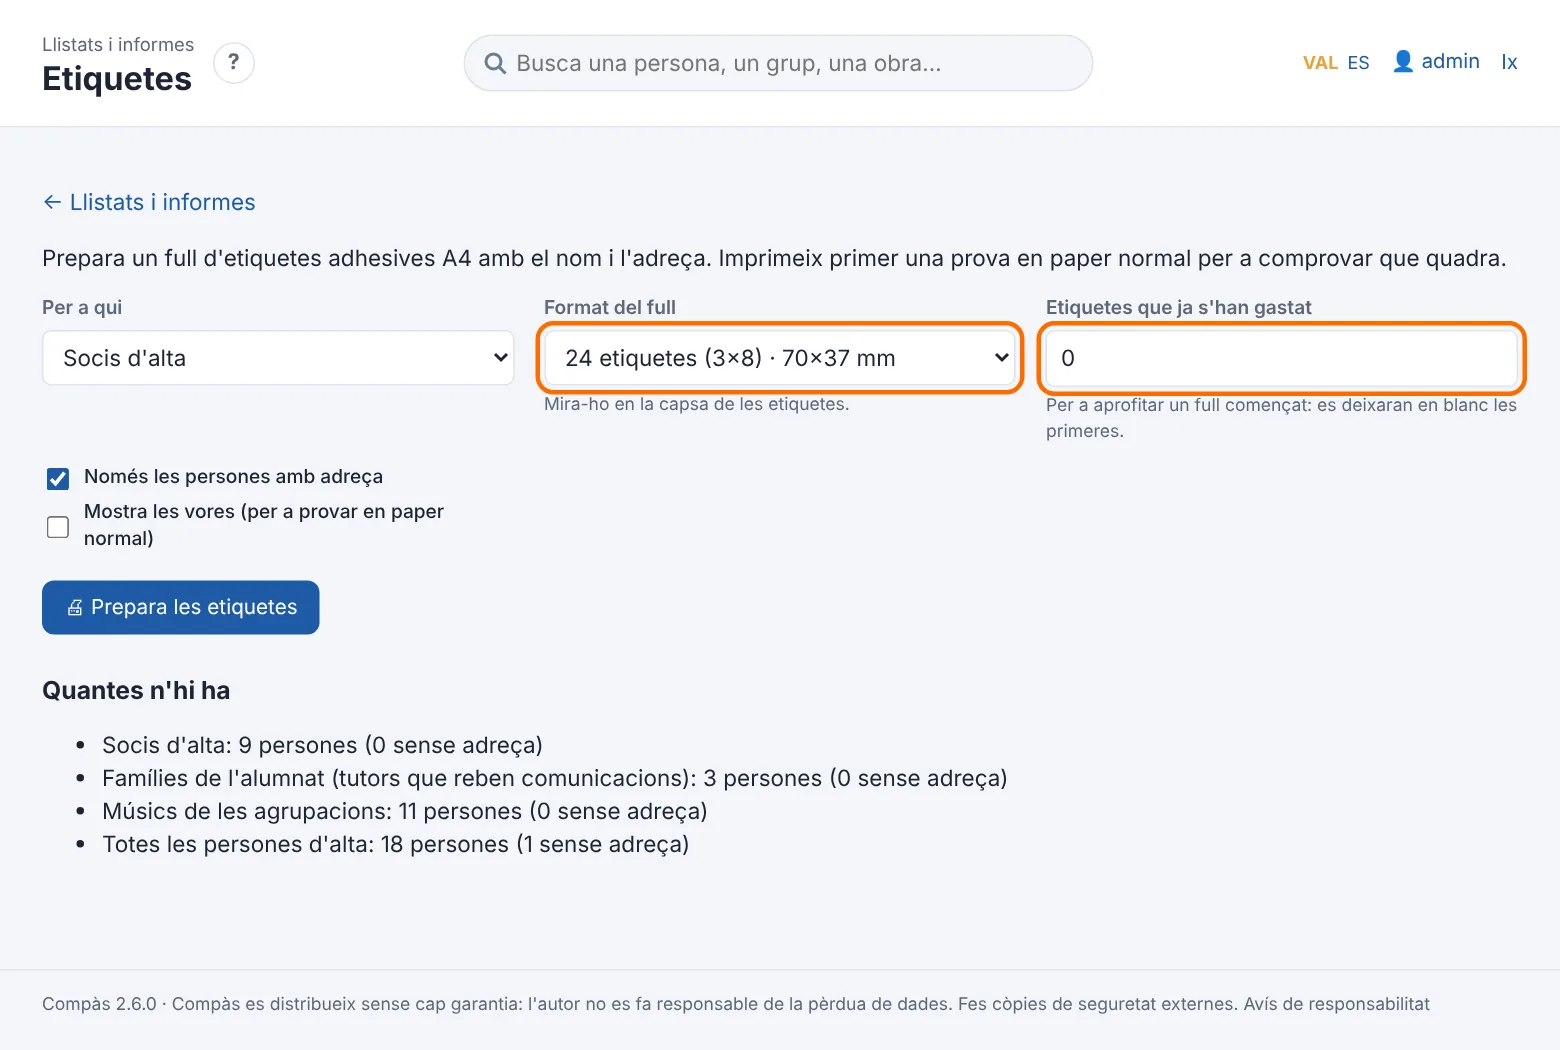 Llistats i informes
Etiquetes
?
Busca una persona, un grup, una obra...
VAL ES
admin
Ix
← Llistats i informes
Prepara un full d'etiquetes adhesives A4 amb el nom i l'adreça. Imprimeix primer una prova en paper normal per a comprovar que quadra.
Per a qui
Socis d'alta
Format del full
24 etiquetes (3×8) · 70×37 mm
Mira-ho en la capsa de les etiquetes.
Etiquetes que ja s'han gastat
0
Per a aprofitar un full començat: es deixaran en blanc les
primeres.
Només les persones amb adreça
Mostra les vores (per a provar en paper
normal)
Prepara les etiquetes
Quantes n'hi ha
• Socis d'alta: 9 persones (0 sense adreça)
• Famílies de l'alumnat (tutors que reben comunicacions): 3 persones (0 sense adreça)
• Músics de les agrupacions: 11 persones (0 sense adreça)
• Totes les persones d'alta: 18 persones (1 sense adreça)
Compàs 2.6.0 · Compàs es distribueix sense cap garantia: l'autor no es fa responsable de la pèrdua de dades. Fes còpies de seguretat externes. Avís de responsabilitat